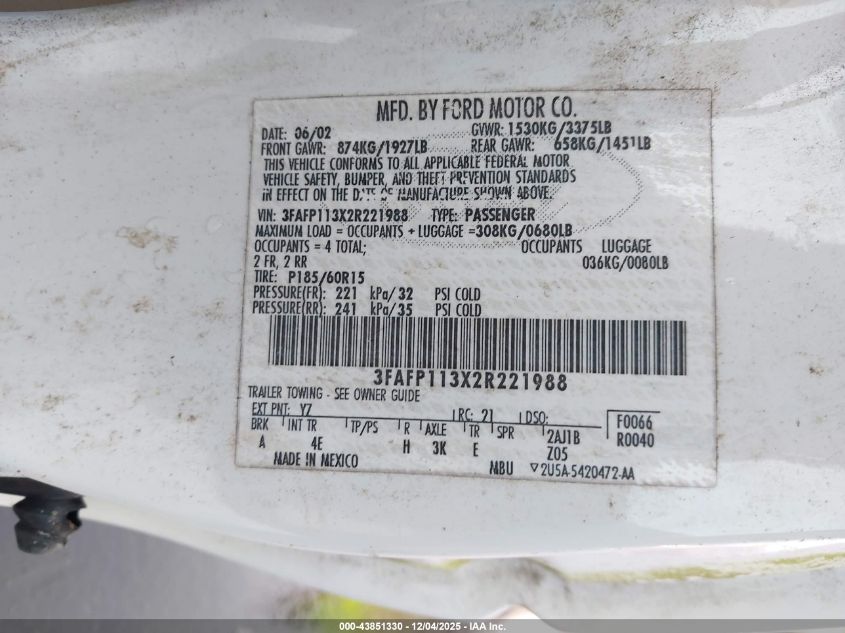 MFD. BY FORD MOTOR CO.
DATE: 06/02 GVWR: 1530KG/3375LB
FRONT GAWR: 874KG/1927LB REAR GAWR: 658KG/1451LB
THIS VEHICLE CONFORMS TO ALL APPLICABLE FEDERAL MOTOR
VEHICLE SAFETY, BUMPER, AND THEFT PREVENTION STANDARDS
IN EFFECT ON THE DATE OF MANUFACTURE SHOWN ABOVE.
VIN: 3FAFP113X2R221988 TYPE: PASSENGER
MAXIMUM LOAD = OCCUPANTS + LUGGAGE =308KG/0680LB
OCCUPANTS = 4 TOTAL; OCCUPANTS LUGGAGE
2 FR, 2 RR 036KG/0080LB
TIRE: P185/60R15
PRESSURE(FR): 221 kPa/32 PSI COLD
PRESSURE(RR): 241 kPa/35 PSI COLD
3FAFP113X2R221988
TRAILER TOWING - SEE OWNER GUIDE
EXT PNT: YZ RC: 21 DSO: F0066
BRK INT TR TP/PS R AXLE TR SPR 2AJ1B R0040
A 4E H 3K E Z05
MADE IN MEXICO MBU ▽2U5A-5420472-AA
000-43851330 - 12/04/2025 - IAA Inc.